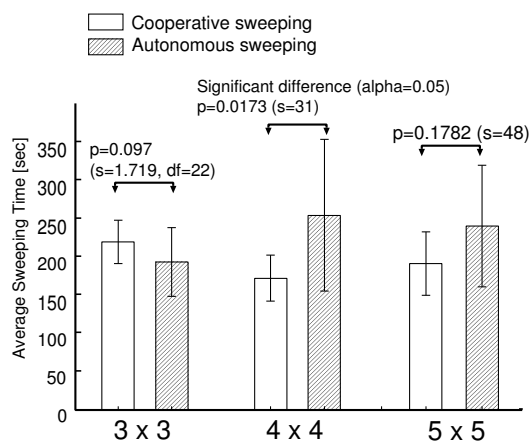 Cooperative sweeping
Autonomous sweeping
Significant difference (alpha=0.05)
p=0.0173 (s=31)
p=0.097
(s=1.719, df=22)
p=0.1782 (s=48)
Average Sweeping Time [sec]
350
300
250
200
150
100
50
0
3 x 3
4 x 4
5 x 5